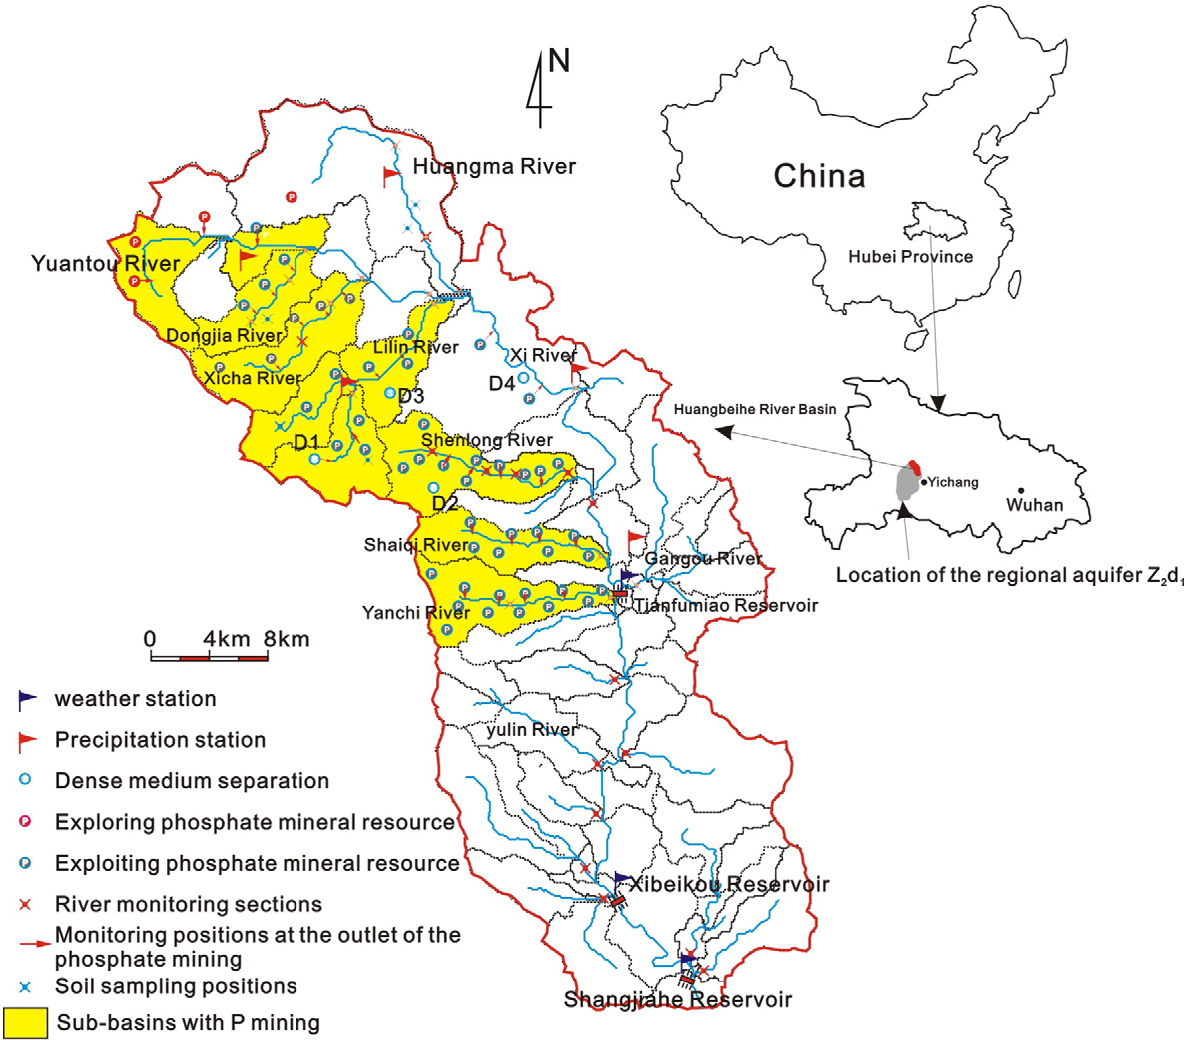 N
Huangma River
China
Hubei Province
Yuantou River
Dongjia River
Lilin River
Xi River
Xicha River
D4
D3
Huangbeihe River Basin
D1
Shenlong River
Yichang
Wuhan
D2
Shaiqi River
Gangou River
Location of the regional aquifer Z₂d₁
Yanchi River
Tianfumiao Reservoir
0 4km 8km
weather station
Precipitation station
yulin River
Dense medium separation
Exploring phosphate mineral resource
Exploiting phosphate mineral resource
Xibeikou Reservoir
River monitoring sections
Monitoring positions at the outlet of the
phosphate mining
Soil sampling positions
Shangjiahe Reservoir
Sub-basins with P mining